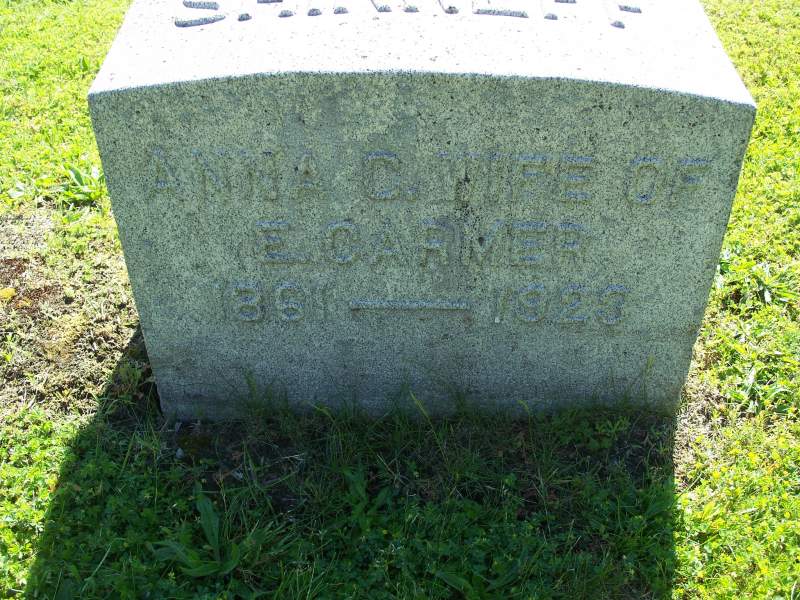 ANNA C. WIFE OF
E. CARMER
1861 — 1923